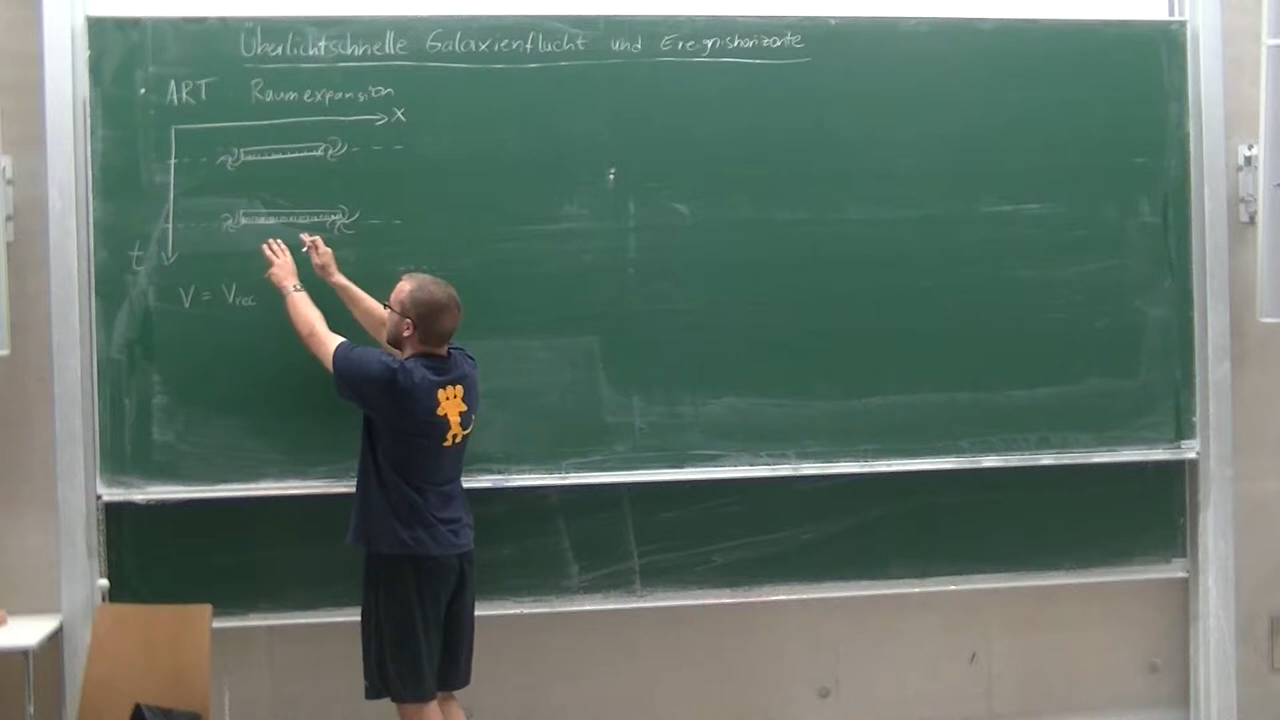 Überlichtschnelle Galaxienflucht und Ereignishorizonte
ART Raumexpansion
x
t
V = Vrec